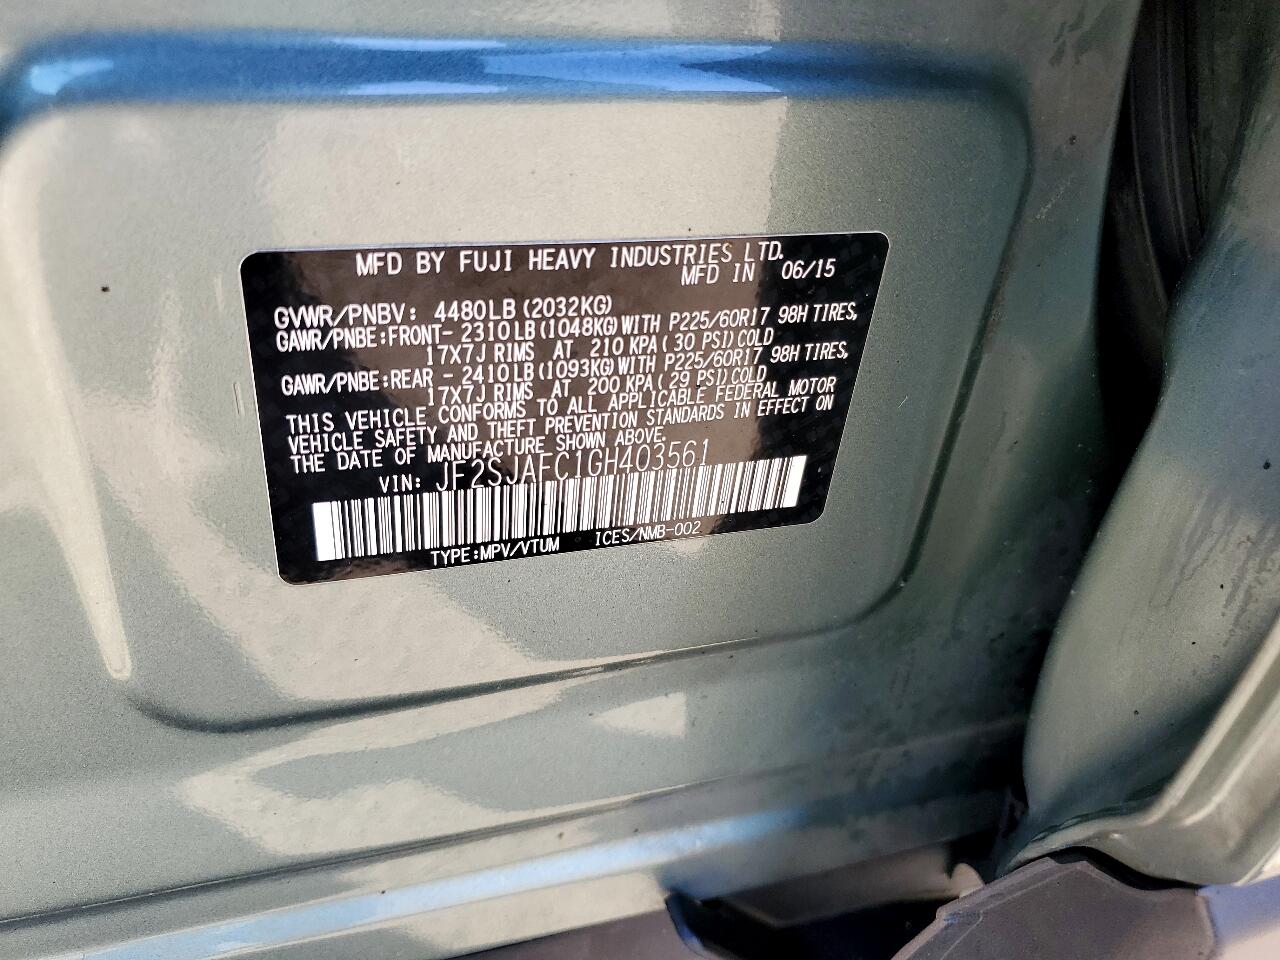 MFD BY FUJI HEAVY INDUSTRIES LTD.
MFD IN 06/15
GVWR/PNBV: 4480LB (2032KG)
GAWR/PNBE:FRONT- 2310LB (1048KG) WITH P225/60R17 98H TIRES,
17X7J RIMS AT 210 KPA ( 30 PSI) COLD
GAWR/PNBE:REAR - 2410LB (1093KG) WITH P225/60R17 98H TIRES,
17X7J RIMS AT 200 KPA ( 29 PSI) COLD
THIS VEHICLE CONFORMS TO ALL APPLICABLE FEDERAL MOTOR
VEHICLE SAFETY AND THEFT PREVENTION STANDARDS IN EFFECT ON
THE DATE OF MANUFACTURE SHOWN ABOVE.
VIN: JF2SJAFC1GH403561
TYPE:MPV/VTUM ICES/NMB-002